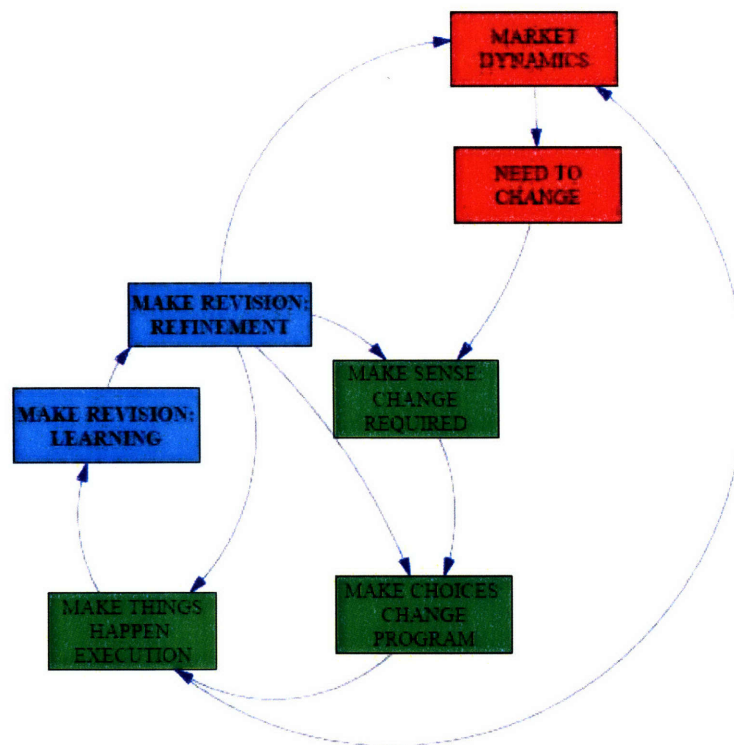 MARKET
DYNAMICS
NEED TO
CHANGE
MAKE REVISION:
REFINEMENT
MAKE SENSE:
CHANGE
REQUIRED
MAKE REVISION:
LEARNING
MAKE THINGS
HAPPEN
EXECUTION
MAKE CHOICES
CHANGE
PROGRAM